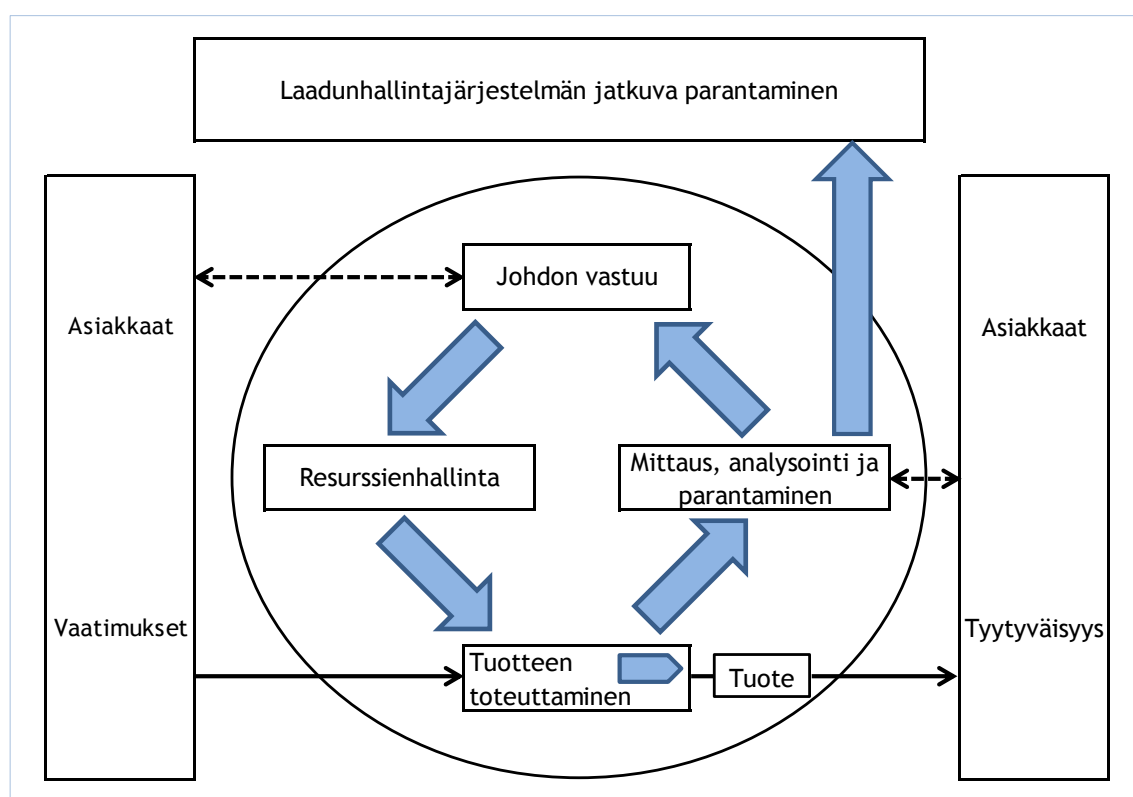 Laadunhallintajärjestelmän jatkuva parantaminen
Johdon vastuu
Asiakkaat
Asiakkaat
Resurssienhallinta
Mittaus, analysointi ja
parantaminen
Vaatimukset
Tyytyväisyys
Tuotteen
toteuttaminen
Tuote